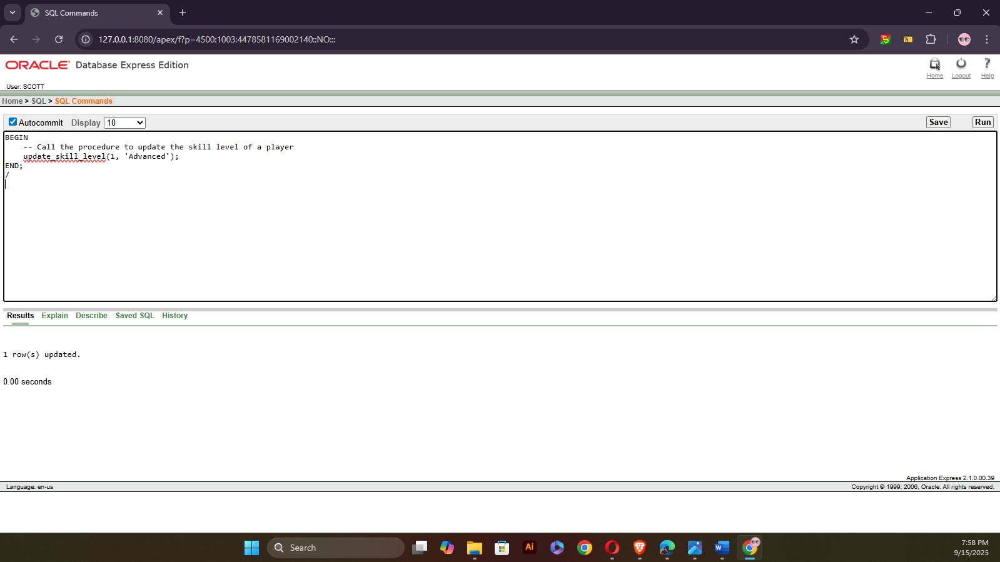 SQL Commands
127.0.0.1:8080/apex/f?p=4500:1003:4478581169002140::NO:::
ORACLE Database Express Edition
Home Logout Help
User: SCOTT
Home > SQL > SQL Commands
Autocommit Display 10 Save Run
BEGIN
-- Call the procedure to update the skill level of a player
update_skill_level(1, 'Advanced');
END;
/
Results Explain Describe Saved SQL History
1 row(s) updated.
0.00 seconds
Application Express 2.1.0.00.39
Language: en-us Copyright © 1999, 2006, Oracle. All rights reserved.
Search
Ai
W
7:58 PM
9/15/2025